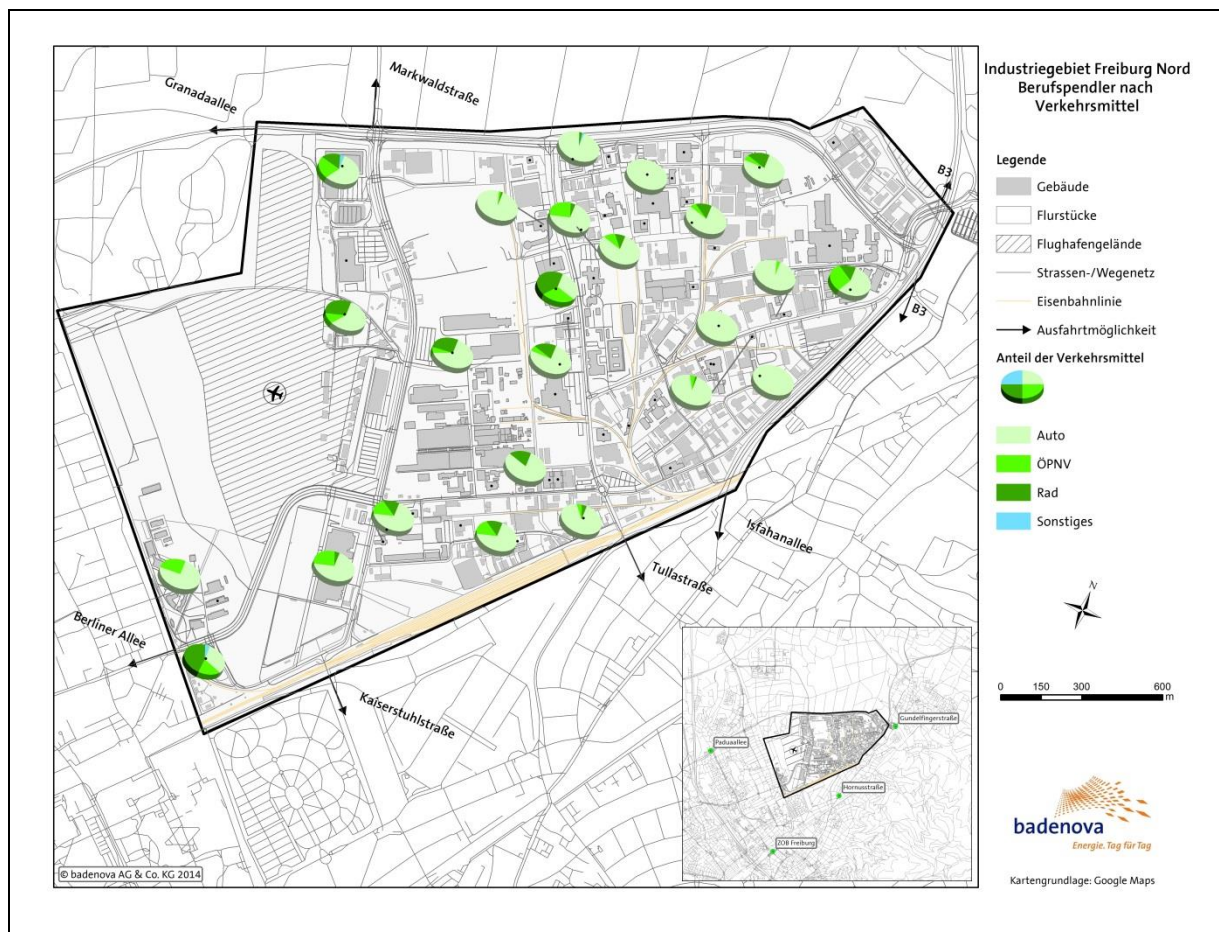 Industriegebiet Freiburg Nord
Berufspendler nach
Verkehrsmittel
Legende
Gebäude
Flurstücke
Flughafengelände
Strassen-/Wegenetz
Eisenbahnlinie
Ausfahrtmöglichkeit
Anteil der Verkehrsmittel
Auto
ÖPNV
Rad
Sonstiges
Granadaallee
Markwaldstraße
B3
B3
Isfahanallee
Tullastraße
Berliner Allee
Kaiserstuhlstraße
N
0 150 300 600
m
Gundelfingerstraße
Paduaallee
Hornusstraße
ZOB Freiburg
badenova
Energie. Tag für Tag
Kartengrundlage: Google Maps
© badenova AG & Co. KG 2014